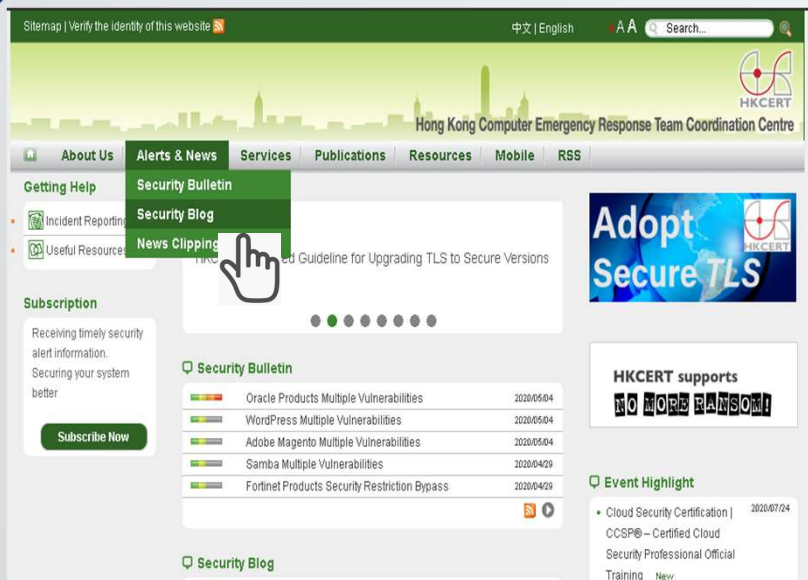 Sitemap | Verify the identity of this website
中文 | English
A A A
Search...
HKCERT
Hong Kong Computer Emergency Response Team Coordination Centre
About Us
Alerts & News
Services
Publications
Resources
Mobile
RSS
Security Bulletin
Security Blog
News Clipping
Getting Help
Incident Reporting
Useful Resources
Guideline for Upgrading TLS to Secure Versions
Subscription
Receiving timely security
alert information.
Securing your system
better
Subscribe Now
Security Bulletin
Oracle Products Multiple Vulnerabilities 2020/05/04
WordPress Multiple Vulnerabilities 2020/05/04
Adobe Magento Multiple Vulnerabilities 2020/05/04
Samba Multiple Vulnerabilities 2020/04/29
Fortinet Products Security Restriction Bypass 2020/04/29
Security Blog
Adopt
Secure TLS
HKCERT
HKCERT supports
NO MORE RANSOM!
Event Highlight
Cloud Security Certification | 2020/07/24
CCSP® – Certified Cloud
Security Professional Official
Training New